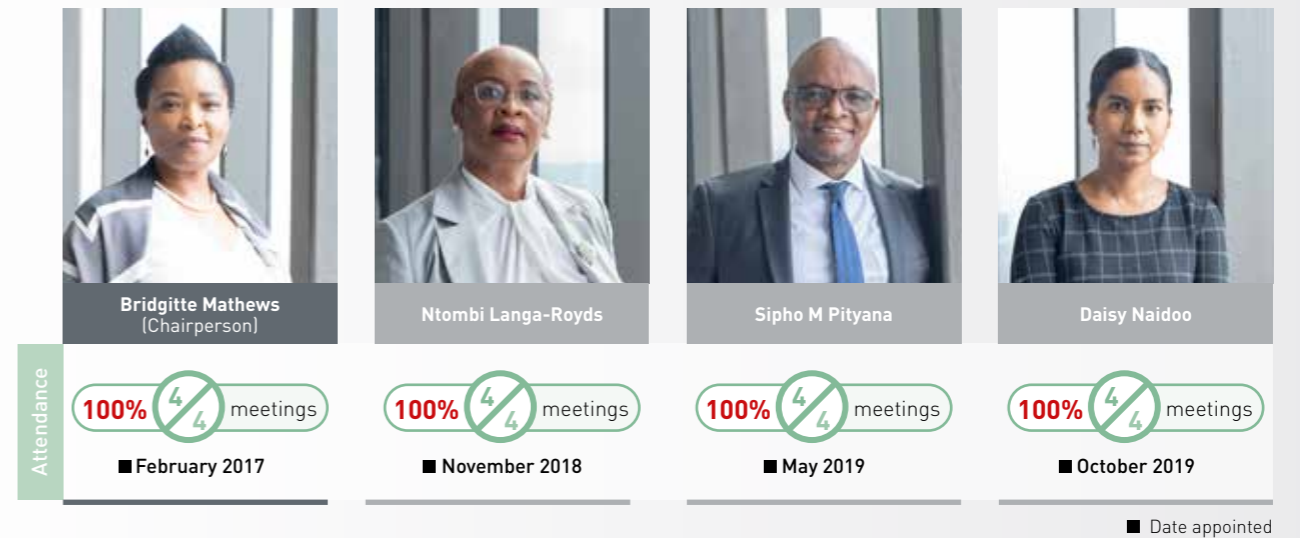 Bridgitte Mathews
(Chairperson)
Ntombi Langa-Royds
Sipho M Pityana
Daisy Naidoo
Attendance
100% 4/4 meetings
100% 4/4 meetings
100% 4/4 meetings
100% 4/4 meetings
■ February 2017
■ November 2018
■ May 2019
■ October 2019
■ Date appointed